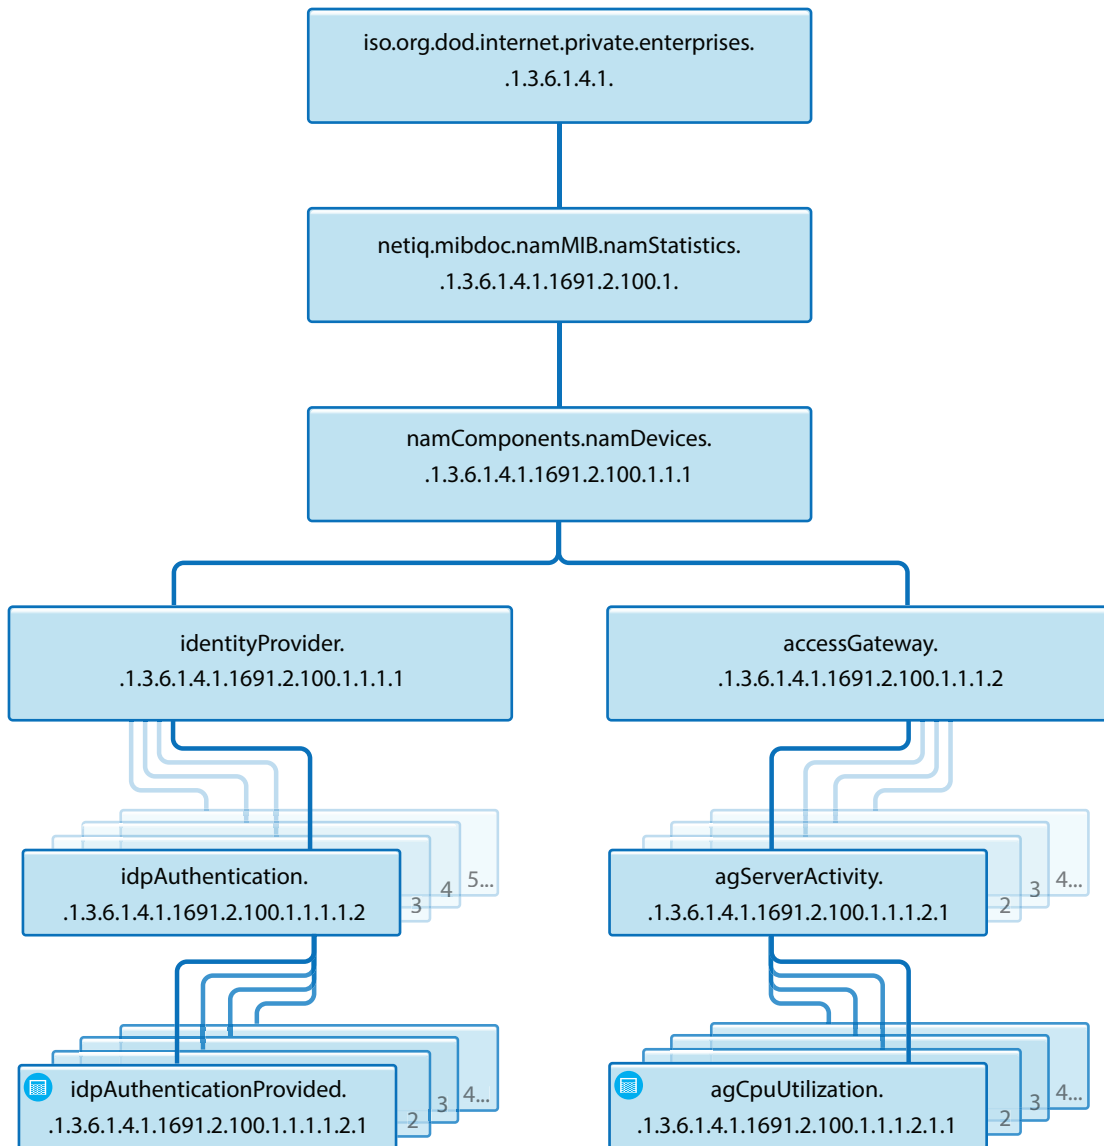 iso.org.dod.internet.private.enterprises.
.1.3.6.1.4.1.
netiq.mibdoc.namMIB.namStatistics.
.1.3.6.1.4.1.1691.2.100.1.
namComponents.namDevices.
.1.3.6.1.4.1.1691.2.100.1.1.1
identityProvider.
.1.3.6.1.4.1.1691.2.100.1.1.1.1
accessGateway.
.1.3.6.1.4.1.1691.2.100.1.1.1.2
idpAuthentication.
.1.3.6.1.4.1.1691.2.100.1.1.1.1.2
3
4
5...
agServerActivity.
.1.3.6.1.4.1.1691.2.100.1.1.1.2.1
2
3
4...
idpAuthenticationProvided.
.1.3.6.1.4.1.1691.2.100.1.1.1.1.2.1
2
3
4...
agCpuUtilization.
.1.3.6.1.4.1.1691.2.100.1.1.1.2.1.1
2
3
4...